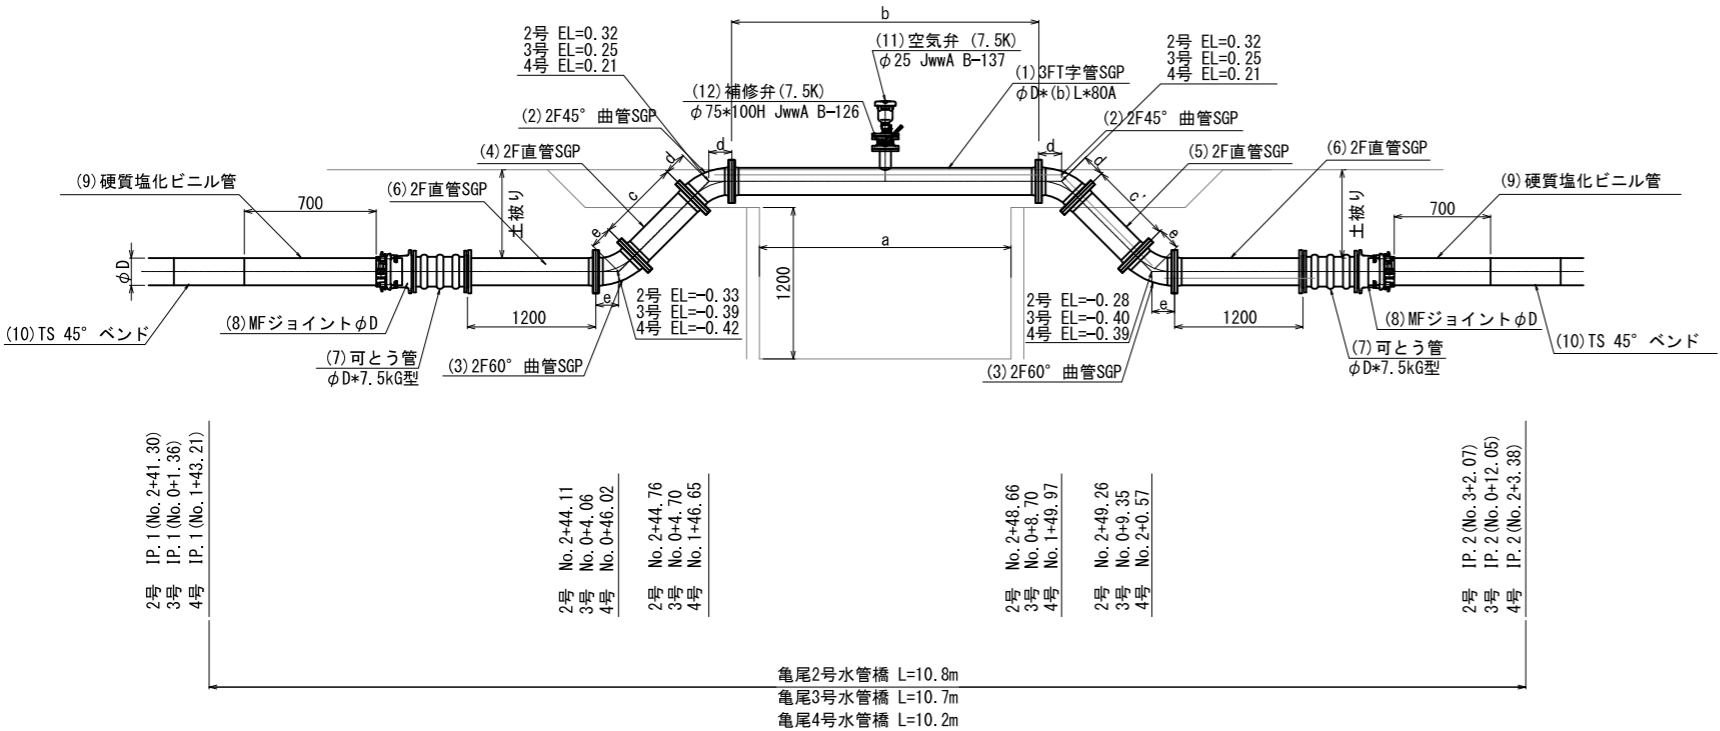 b
2号 EL=0.32
3号 EL=0.25
4号 EL=0.21
(11)空気弁 (7.5K)
φ25 JwwA B-137
2号 EL=0.32
3号 EL=0.25
4号 EL=0.21
(12)補修弁(7.5K)
φ75*100H JwwA B-126
(1)3FT字管SGP
φD*(b)L*80A
(2)2F45° 曲管SGP
(2)2F45° 曲管SGP
d
d
d
d
(4)2F直管SGP
(5)2F直管SGP
(6)2F直管SGP
(9)硬質塩化ビニル管
(6)2F直管SGP
(9)硬質塩化ビニル管
700
c
土被り
c'
土被り
700
e
a
e
φD
1200
e
e
2号 EL=-0.33
3号 EL=-0.39
4号 EL=-0.42
2号 EL=-0.28
3号 EL=-0.40
4号 EL=-0.39
1200
1200
(10)TS 45° ベンド
(8)MFジョイントφD
(8)MFジョイントφD
(10)TS 45° ベンド
(7)可とう管
φD*7.5kG型
(3)2F60° 曲管SGP
(3)2F60° 曲管SGP
(7)可とう管
φD*7.5kG型
2号 IP.1(No.2+41.30)
3号 IP.1(No.0+1.36)
4号 IP.1(No.1+43.21)
2号 No.2+44.11
3号 No.0+4.06
4号 No.0+46.02
2号 No.2+44.76
3号 No.0+4.70
4号 No.1+46.65
2号 No.2+48.66
3号 No.0+8.70
4号 No.1+49.97
2号 No.2+49.26
3号 No.0+9.35
4号 No.2+0.57
2号 IP.2(No.3+2.07)
3号 IP.2(No.0+12.05)
4号 IP.2(No.2+3.38)
亀尾2号水管橋 L=10.8m
亀尾3号水管橋 L=10.7m
亀尾4号水管橋 L=10.2m